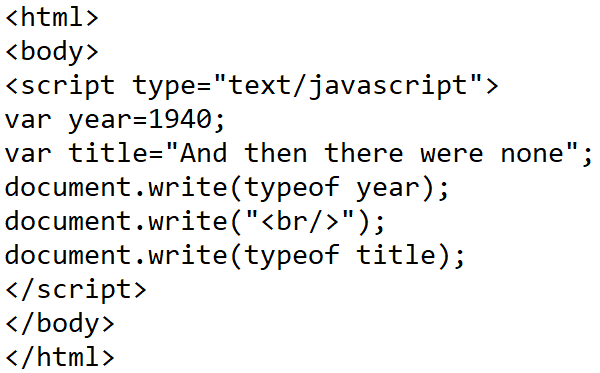 <html>
<body>
<script type="text/javascript">
var year=1940;
var title="And then there were none";
document.write(typeof year);
document.write("<br/>");
document.write(typeof title);
</script>
</body>
</html>